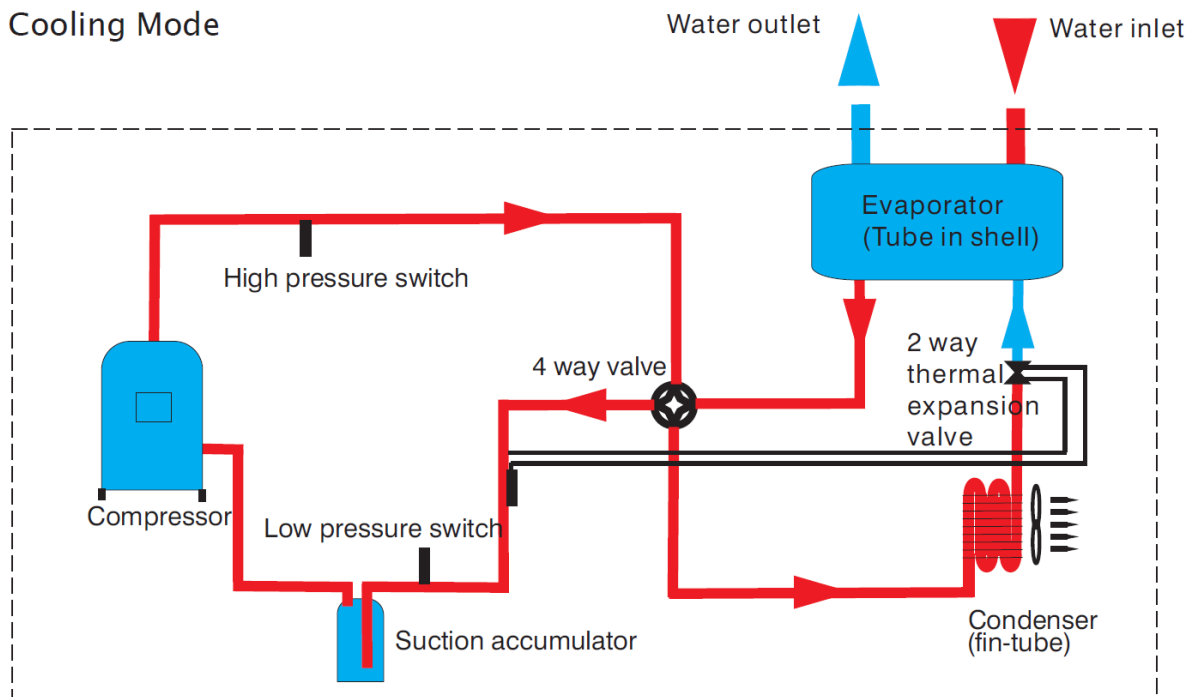 Cooling Mode
Water outlet
Water inlet
Evaporator
(Tube in shell)
High pressure switch
4 way valve
2 way
thermal
expansion
valve
Compressor
Low pressure switch
Suction accumulator
Condenser
(fin-tube)